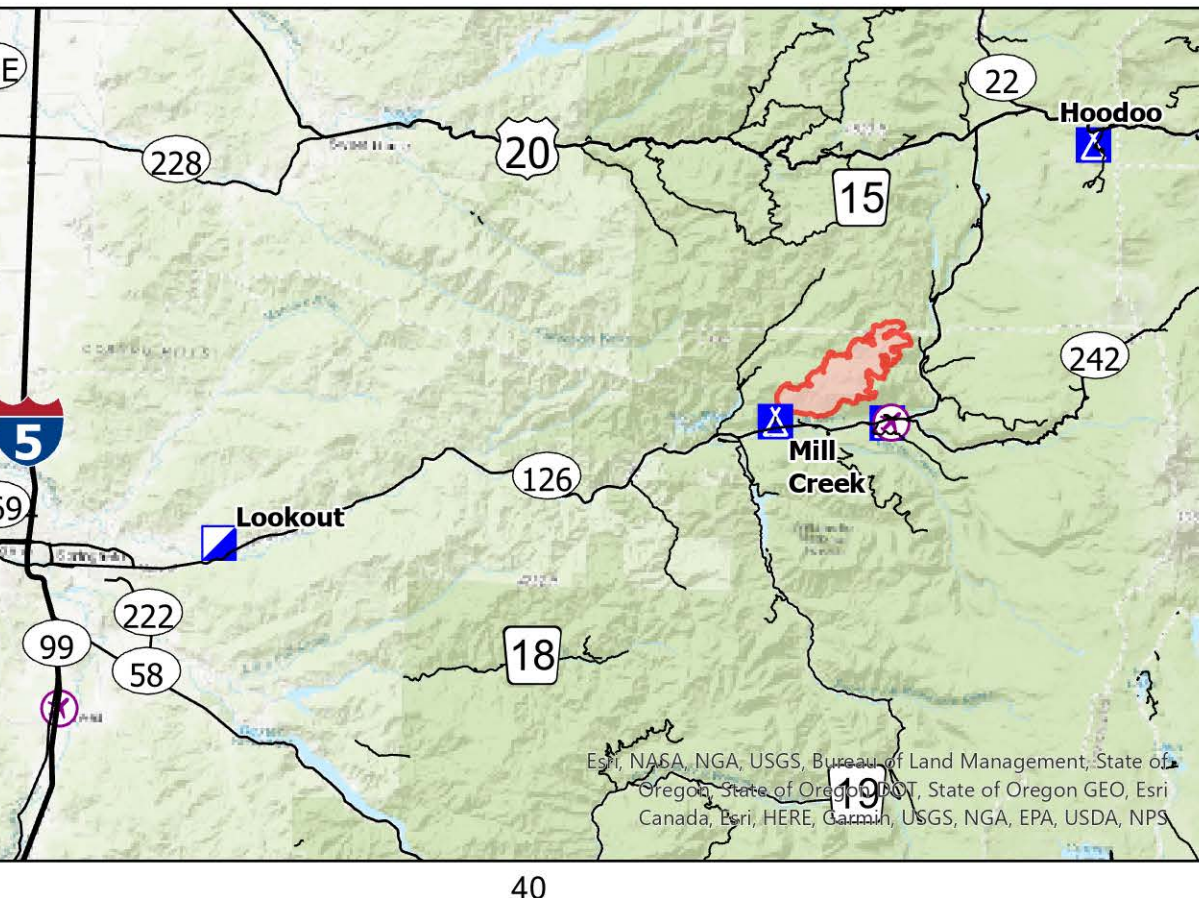 E
22
Hoodoo
20
228
15
242
5
Mill
Creek
126
59
Lookout
222
99
18
58
Esri, NASA, NGA, USGS, Bureau of Land Management, State of
Oregon, State of Oregon DOT, State of Oregon GEO, Esri
19
Canada, Esri, HERE, Garmin, USGS, NGA, EPA, USDA, NPS
40